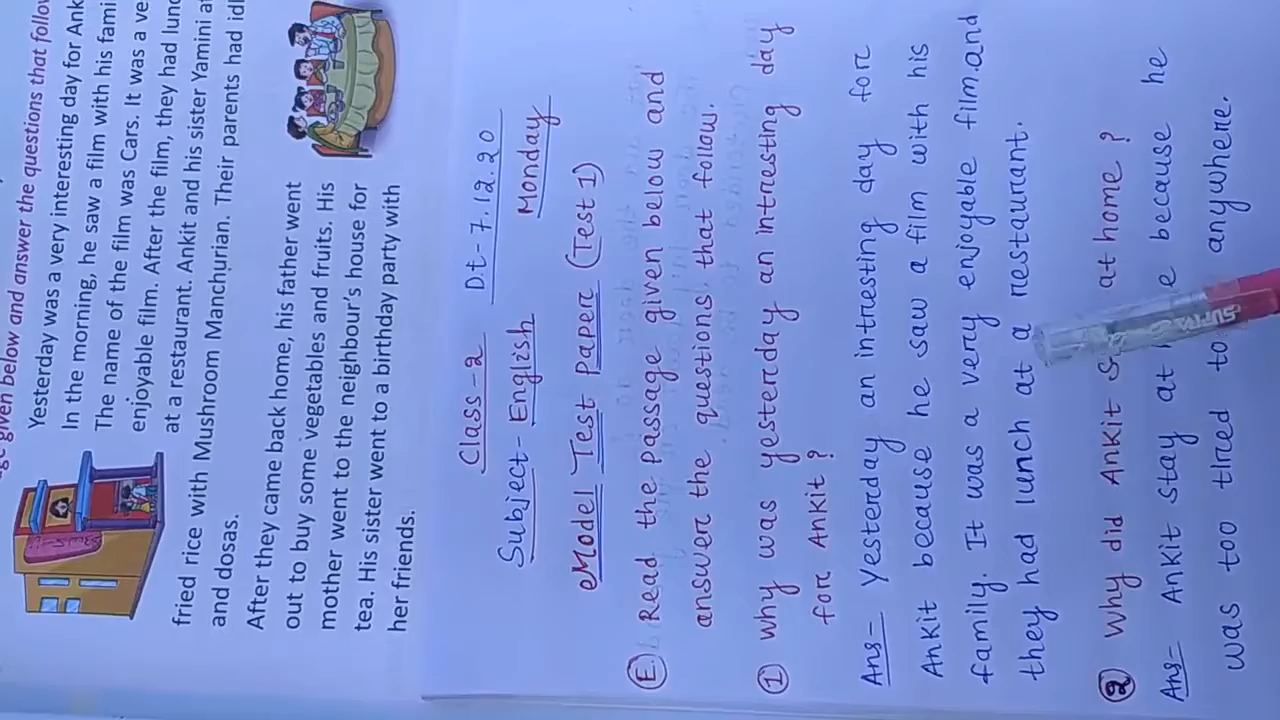 given below and answer the questions that follow
Yesterday was a very interesting day for Ank
In the morning, he saw a film with his fami
The name of the film was Cars. It was a ve
enjoyable film. After the film, they had lunc
at a restaurant. Ankit and his sister Yamini a
fried rice with Mushroom Manchurian. Their parents had idl
and dosas.
After they came back home, his father went
out to buy some vegetables and fruits. His
mother went to the neighbour's house for
tea. His sister went to a birthday party with
her friends.
Class-2 Dt-7.12.20
Subject-English Monday
Model Test Paper (Test 1)
E. Read the passage given below and
answer the questions that follow.
1 Why was yesterday an intresting day
for Ankit?
Ans= Yesterday an intresting day for
Ankit because he saw a film with his
family. It was a very enjoyable film.and
they had lunch at a restaurant.
2 Why did Ankit at home?
Ans= Ankit stay at because he
was too tired to anywhere.